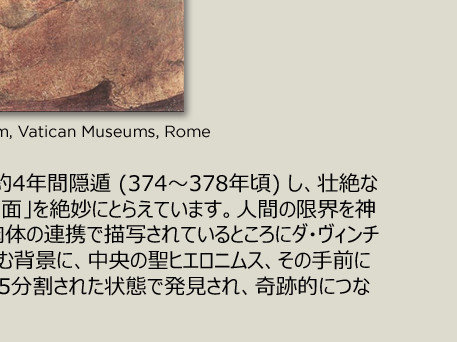 m, Vatican Museums, Rome
約4年間隠遁 (374〜378年頃) し、壮絶な
面」を絶妙にとらえています。人間の限界を神
肉体の連携で描写されているところにダ・ヴィンチ
む背景に、中央の聖ヒエロニムス、その手前に
5分割された状態で発見され、奇跡的につな